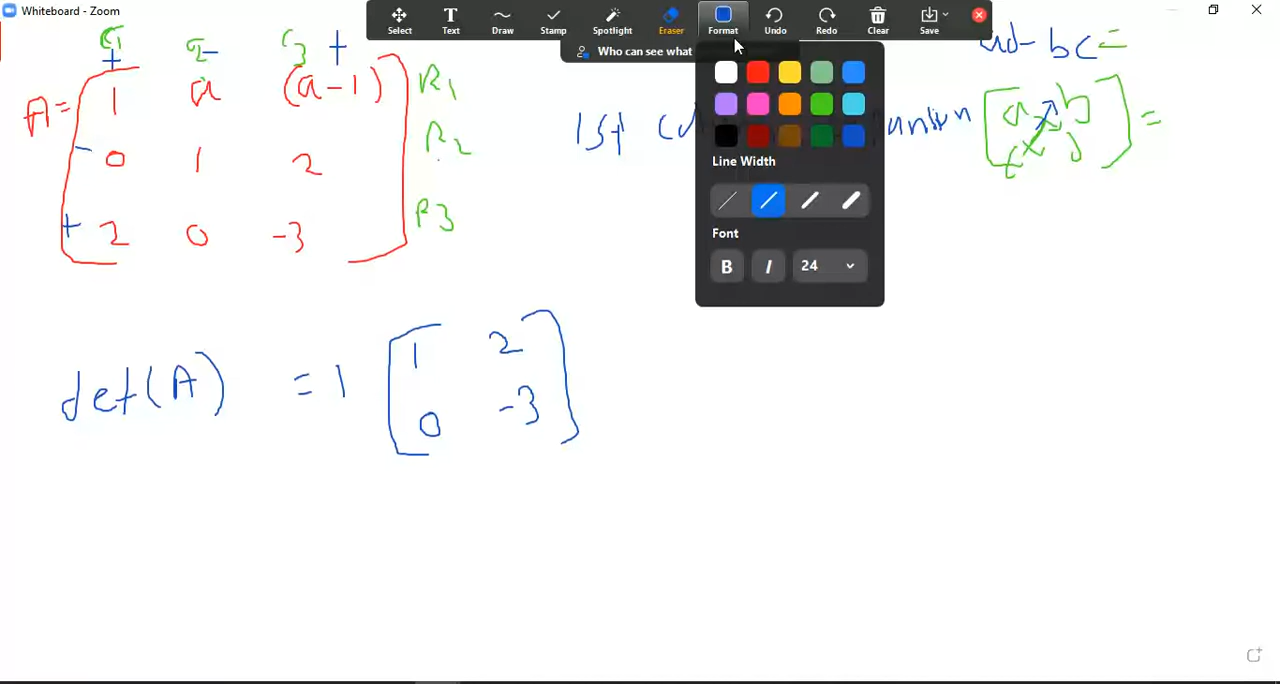 Whiteboard - Zoom
Select Text Draw Stamp Spotlight Eraser Format Undo Redo Clear Save
Who can see what
ad - bc =
C1 C2 C3
+ - +
A = 1 a (a-1) R1
- 0 1 2 R2
+ 2 0 -3 R3
1st
a b =
c d
Line Width
Font
B I 24
det(A) = 1 1 2
0 -3